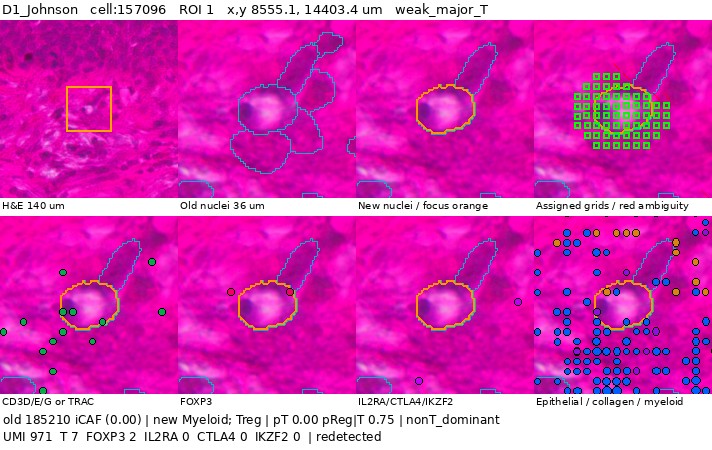 D1_Johnson   cell:157096   ROI 1   x,y 8555.1, 14403.4 um   weak_major_T
H&E 140 um
Old nuclei 36 um
New nuclei / focus orange
Assigned grids / red ambiguity
CD3D/E/G or TRAC
FOXP3
IL2RA/CTLA4/IKZF2
Epithelial / collagen / myeloid
old 185210 iCAF (0.00) | new Myeloid; Treg | pT 0.00 pReg|T 0.75 | nonT_dominant
UMI 971  T 7  FOXP3 2  IL2RA 0  CTLA4 0  IKZF2 0  | redetected